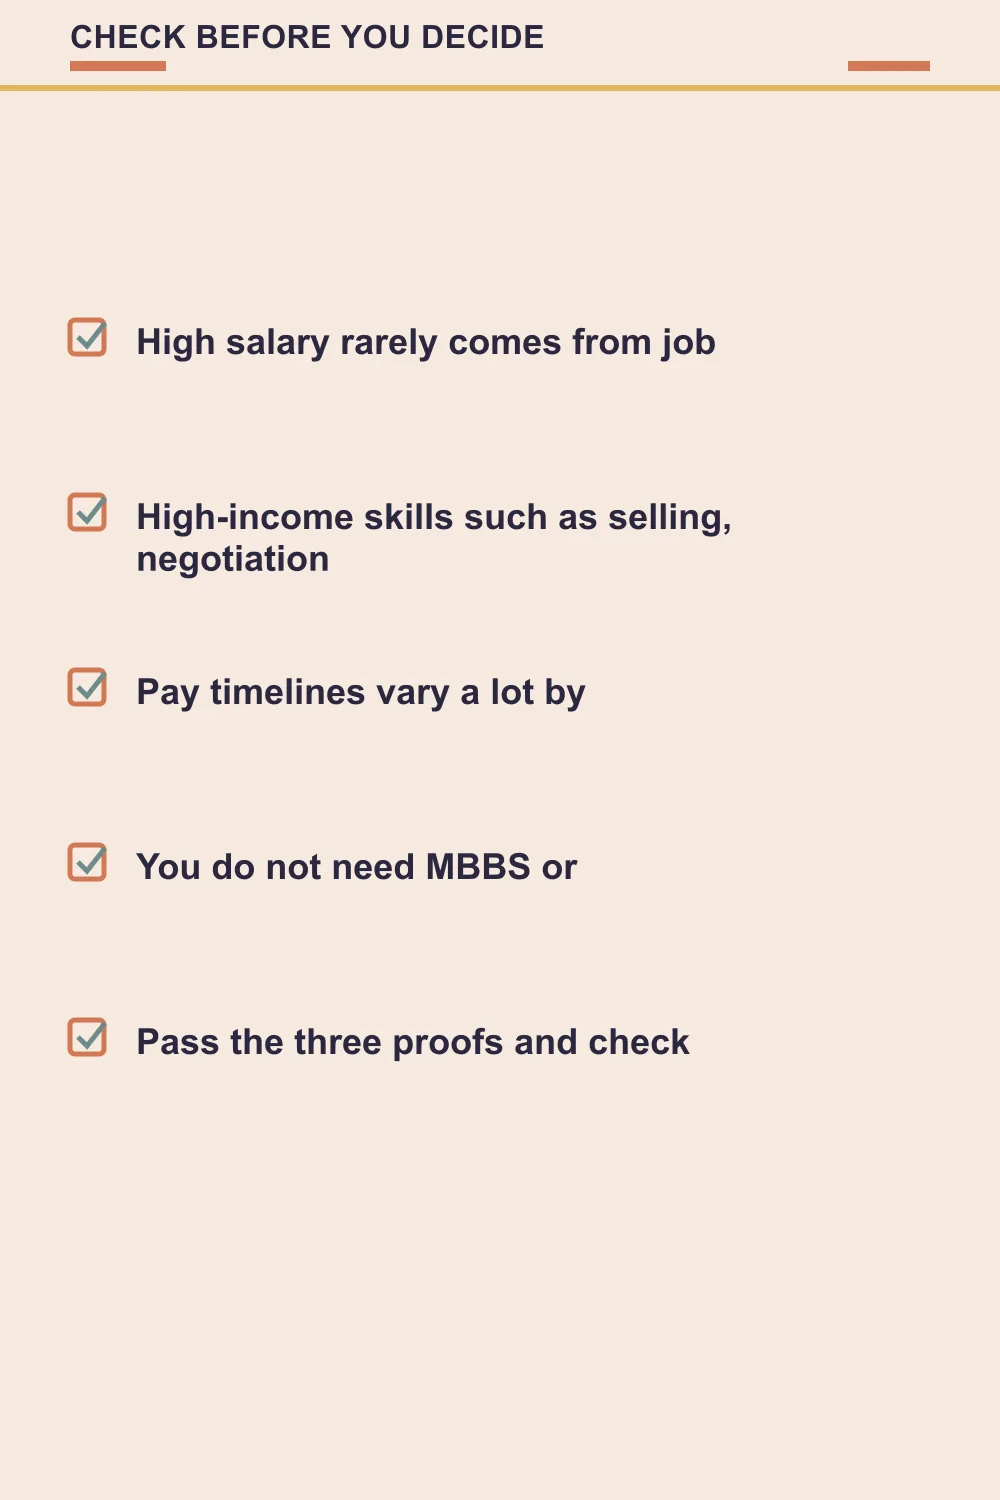 CHECK BEFORE YOU DECIDE
High salary rarely comes from job
High-income skills such as selling,
negotiation
Pay timelines vary a lot by
You do not need MBBS or
Pass the three proofs and check